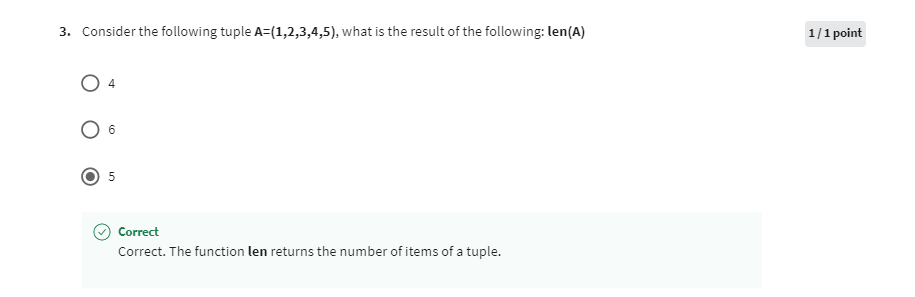 3. Consider the following tuple A=(1,2,3,4,5), what is the result of the following: len(A)
1 / 1 point
4
6
5
Correct
Correct. The function len returns the number of items of a tuple.